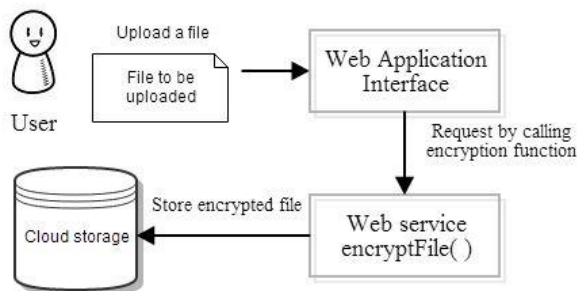 Upload a file
File to be
uploaded
User
Web Application
Interface
Request by calling
encryption function
Web service
encryptFile( )
Store encrypted file
Cloud storage